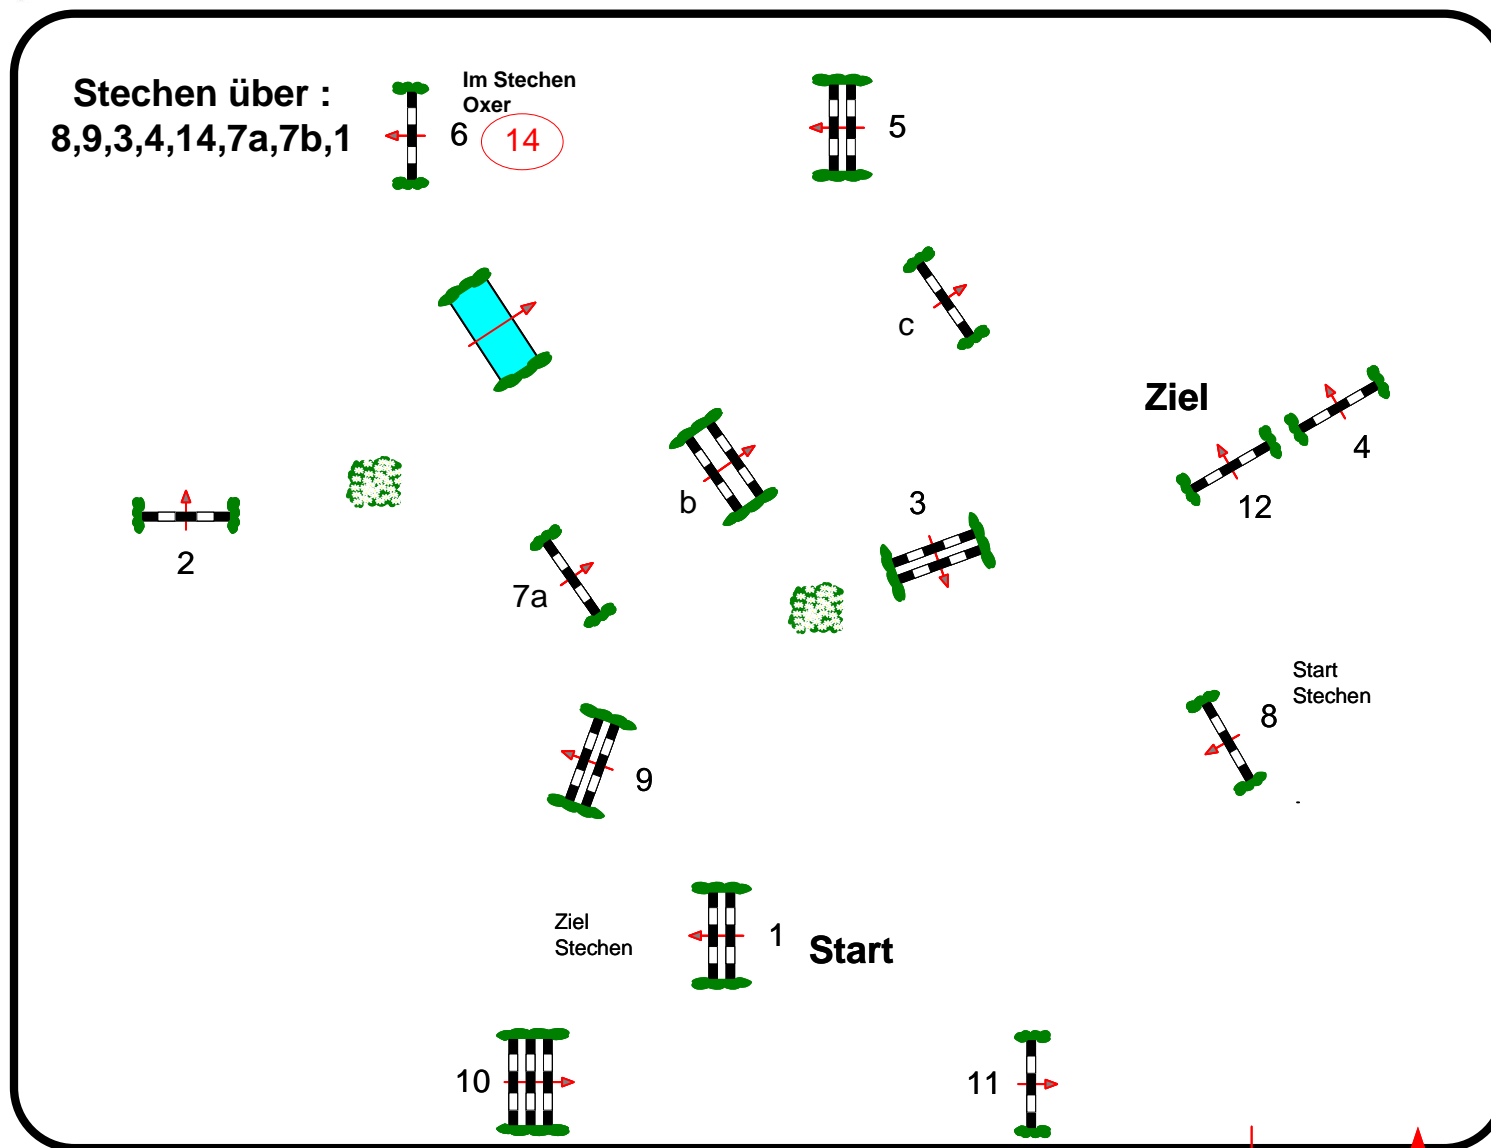 Stechen über :
8,9,3,4,14,7a,7b,1
Im Stechen
Oxer
6
14
5
c
Ziel
4
12
b
3
2
7a
Start
Stechen
8
9
Ziel
Stechen
1
Start
10
11